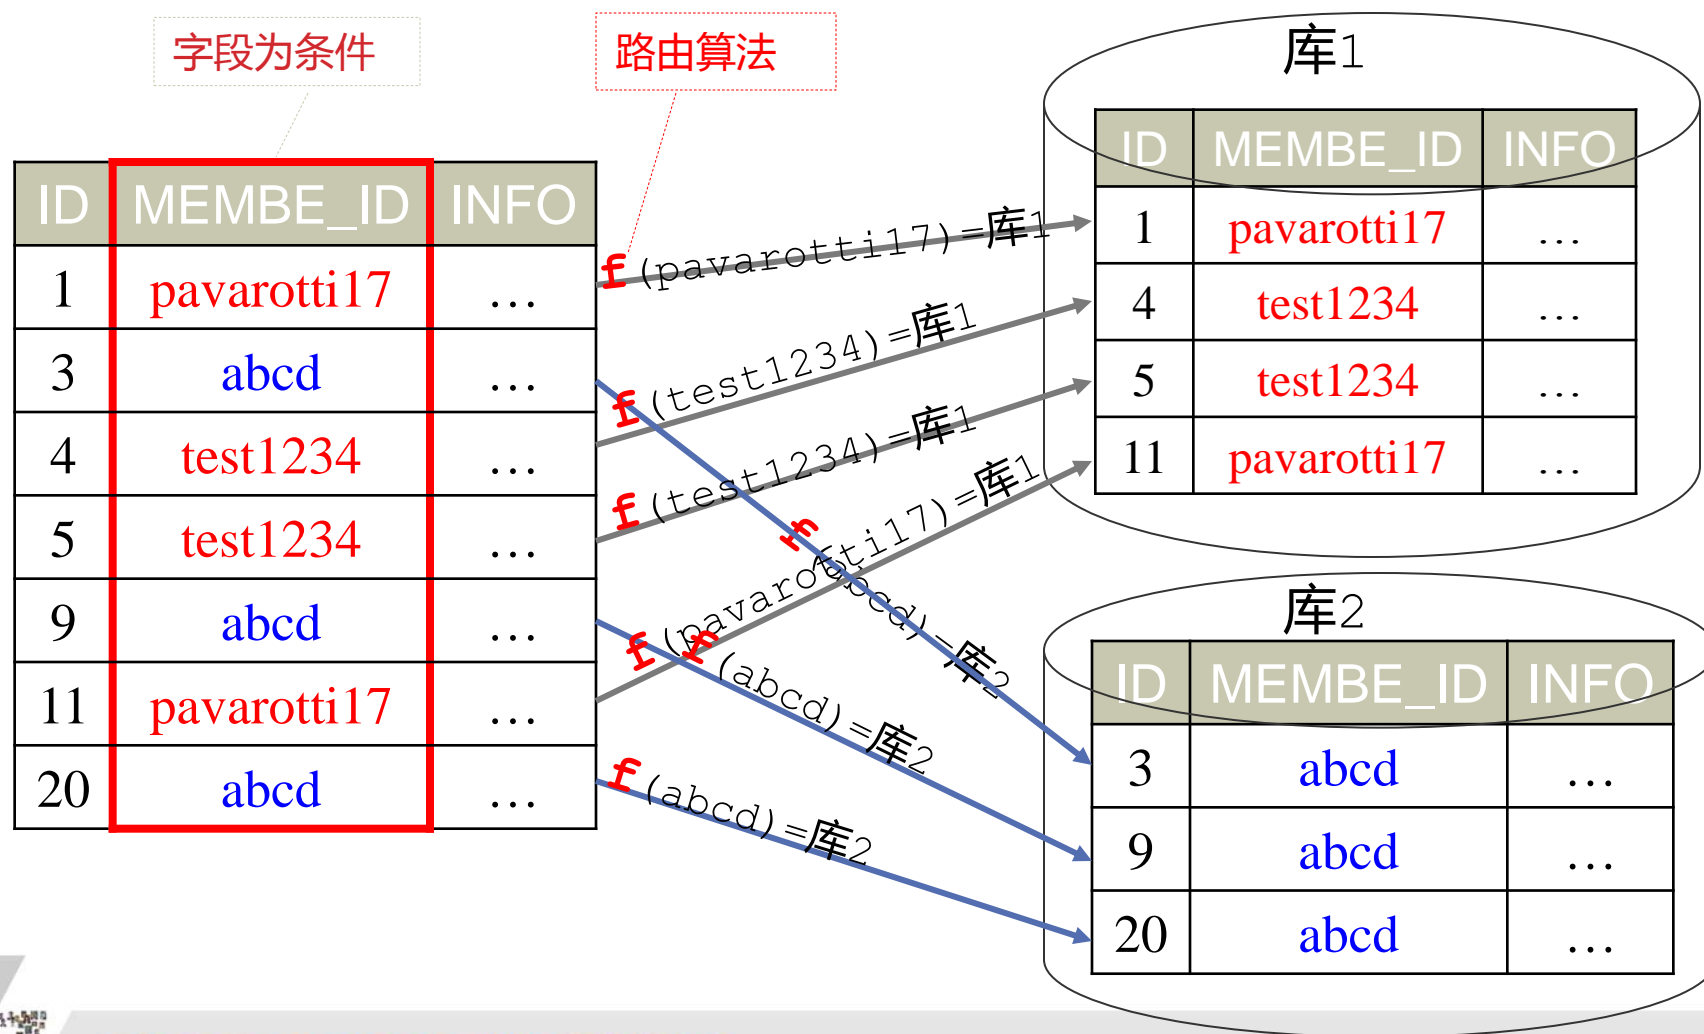 字段为条件
路由算法
ID MEMBE_ID INFO
1 pavarotti17 ...
3 abcd ...
4 test1234 ...
5 test1234 ...
9 abcd ...
11 pavarotti17 ...
20 abcd ...
f(pavarotti17)=库1
f(test1234)=库1
f(test1234)=库1
f(pavarotti17)=库1
f(abcd)=库2
f(abcd)=库2
f(abcd)=库2
库1
ID MEMBE_ID INFO
1 pavarotti17 ...
4 test1234 ...
5 test1234 ...
11 pavarotti17 ...
库2
ID MEMBE_ID INFO
3 abcd ...
9 abcd ...
20 abcd ...